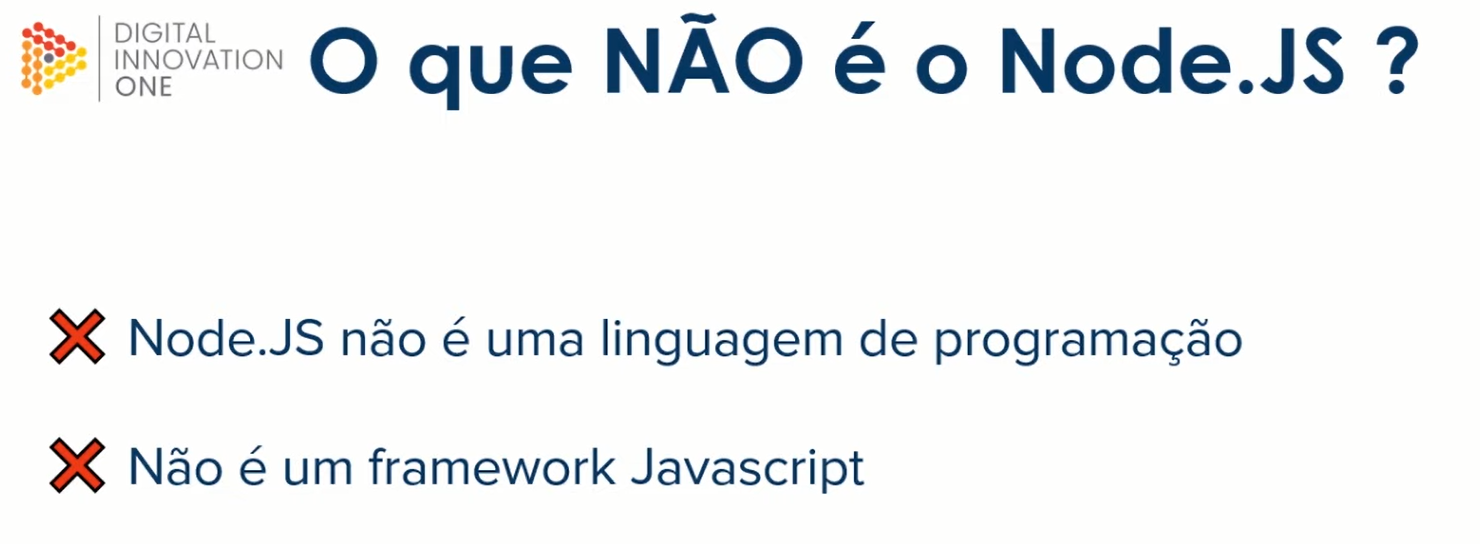 DIGITAL
INNOVATION
ONE
O que NÃO é o Node.JS ?
Node.JS não é uma linguagem de programação
Não é um framework Javascript